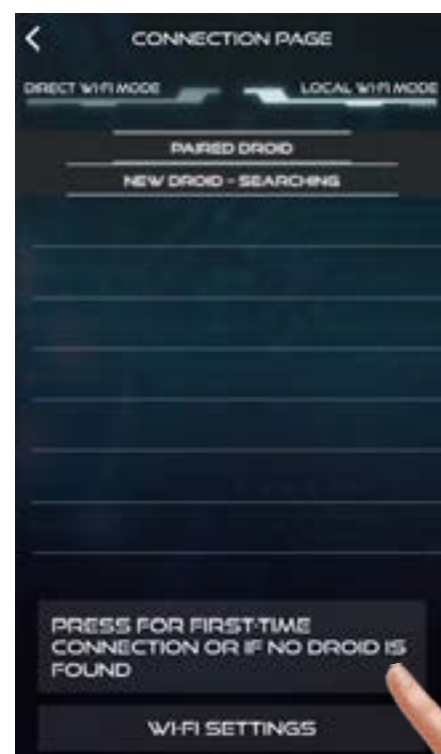 CONNECTION PAGE
DIRECT WI-FI MODE LOCAL WI-FI MODE
PAIRED DROID
NEW DROID - SEARCHING
PRESS FOR FIRST-TIME
CONNECTION OR IF NO DROID IS
FOUND
WI-FI SETTINGS